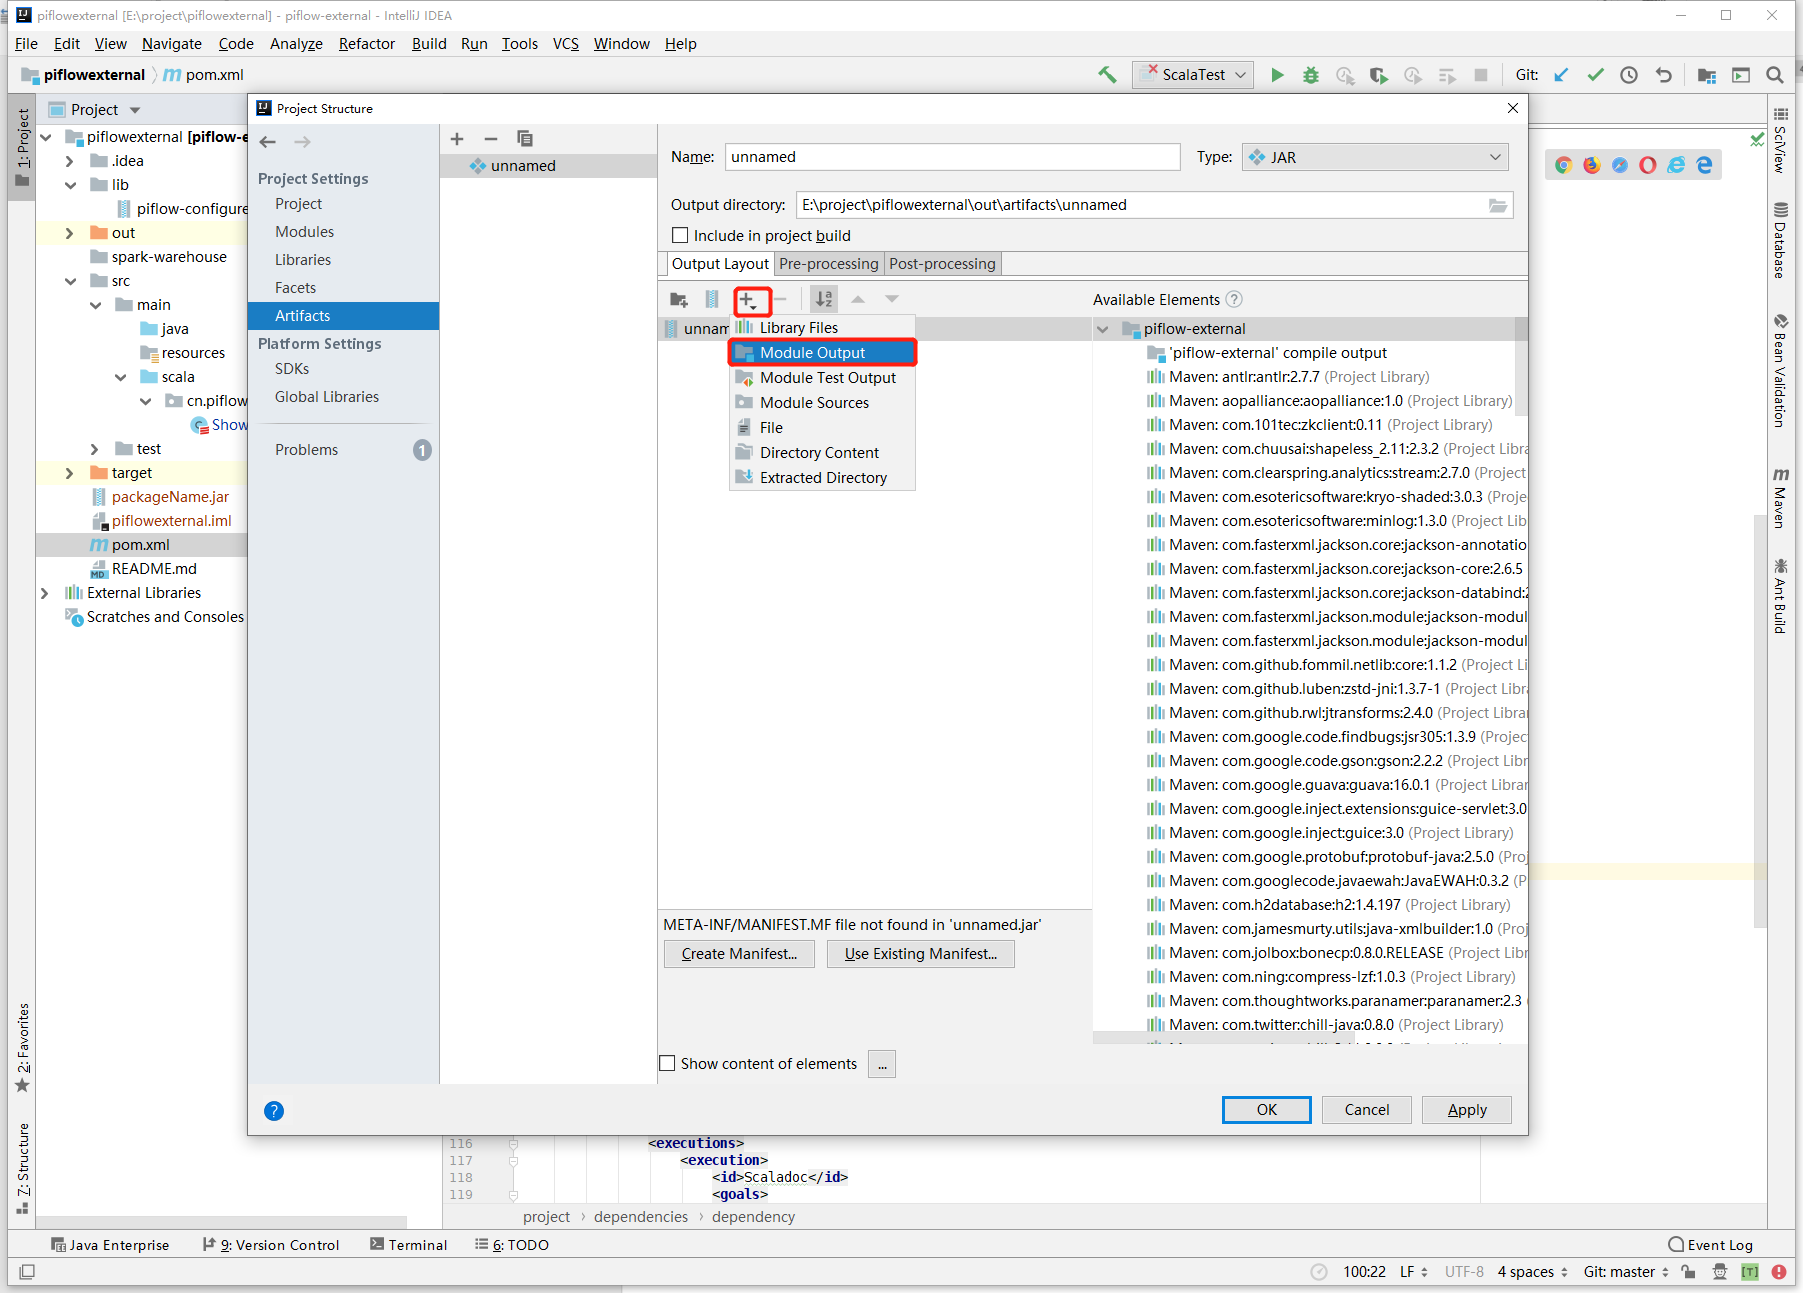 piflowexternal [E:\project\piflowexternal] - piflow-external - IntelliJ IDEA
File Edit View Navigate Code Analyze Refactor Build Run Tools VCS Window Help
piflowexternal pom.xml ScalaTest Git:
1: Project
Project
piflowexternal [piflow-e
.idea
lib
piflow-configure
out
spark-warehouse
src
main
java
resources
scala
cn.piflow
Show
test
target
packageName.jar
piflowexternal.iml
pom.xml
README.md
External Libraries
Scratches and Consoles
2: Favorites
7: Structure
Project Structure
Project Settings
Project
Modules
Libraries
Facets
Artifacts
Platform Settings
SDKs
Global Libraries
Problems 1
unnamed
Name: unnamed Type: JAR
Output directory: E:\project\piflowexternal\out\artifacts\unnamed
Include in project build
Output Layout Pre-processing Post-processing
unnam
Library Files
Module Output
Module Test Output
Module Sources
File
Directory Content
Extracted Directory
Available Elements ?
piflow-external
'piflow-external' compile output
Maven: antlr:antlr:2.7.7 (Project Library)
Maven: aopalliance:aopalliance:1.0 (Project Library)
Maven: com.101tec:zkclient:0.11 (Project Library)
Maven: com.chuusai:shapeless_2.11:2.3.2 (Project Libra
Maven: com.clearspring.analytics:stream:2.7.0 (Project
Maven: com.esotericsoftware:kryo-shaded:3.0.3 (Projec
Maven: com.esotericsoftware:minlog:1.3.0 (Project Lib
Maven: com.fasterxml.jackson.core:jackson-annotatio
Maven: com.fasterxml.jackson.core:jackson-core:2.6.5
Maven: com.fasterxml.jackson.core:jackson-databind:2
Maven: com.fasterxml.jackson.module:jackson-modul
Maven: com.fasterxml.jackson.module:jackson-modul
Maven: com.github.fommil.netlib:core:1.1.2 (Project Li
Maven: com.github.luben:zstd-jni:1.3.7-1 (Project Libra
Maven: com.github.rwl:jtransforms:2.4.0 (Project Librar
Maven: com.google.code.findbugs:jsr305:1.3.9 (Projec
Maven: com.google.code.gson:gson:2.2.2 (Project Libr
Maven: com.google.guava:guava:16.0.1 (Project Librar
Maven: com.google.inject.extensions:guice-servlet:3.0
Maven: com.google.inject:guice:3.0 (Project Library)
Maven: com.google.protobuf:protobuf-java:2.5.0 (Proj
Maven: com.googlecode.javaewah:JavaEWAH:0.3.2 (P
Maven: com.h2database:h2:1.4.197 (Project Library)
Maven: com.jamesmurty.utils:java-xmlbuilder:1.0 (Proj
Maven: com.jolbox:bonecp:0.8.0.RELEASE (Project Libr
Maven: com.ning:compress-lzf:1.0.3 (Project Library)
Maven: com.thoughtworks.paranamer:paranamer:2.3 (
Maven: com.twitter:chill-java:0.8.0 (Project Library)
META-INF/MANIFEST.MF file not found in 'unnamed.jar'
Create Manifest... Use Existing Manifest...
Show content of elements ...
? OK Cancel Apply
SciView
Database
Bean Validation
Maven
Ant Build
116 <executions>
117 <execution>
118 <id>Scaladoc</id>
119 <goals>
project › dependencies › dependency
Java Enterprise 9: Version Control Terminal 6: TODO Event Log
100:22 LF UTF-8 4 spaces Git: master [T]